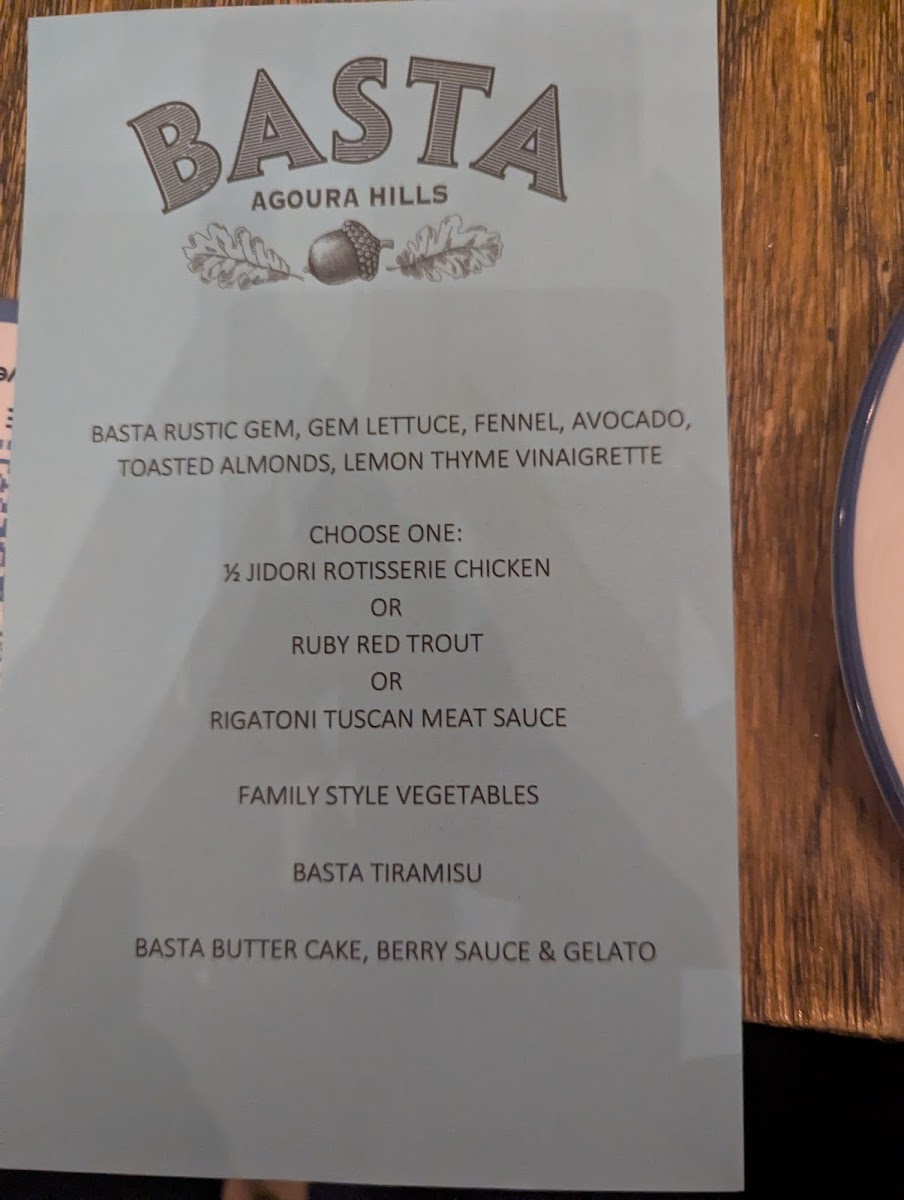 BASTA
AGOURA HILLS
BASTA RUSTIC GEM, GEM LETTUCE, FENNEL, AVOCADO,
TOASTED ALMONDS, LEMON THYME VINAIGRETTE
CHOOSE ONE:
½ JIDORI ROTISSERIE CHICKEN
OR
RUBY RED TROUT
OR
RIGATONI TUSCAN MEAT SAUCE
FAMILY STYLE VEGETABLES
BASTA TIRAMISU
BASTA BUTTER CAKE, BERRY SAUCE & GELATO